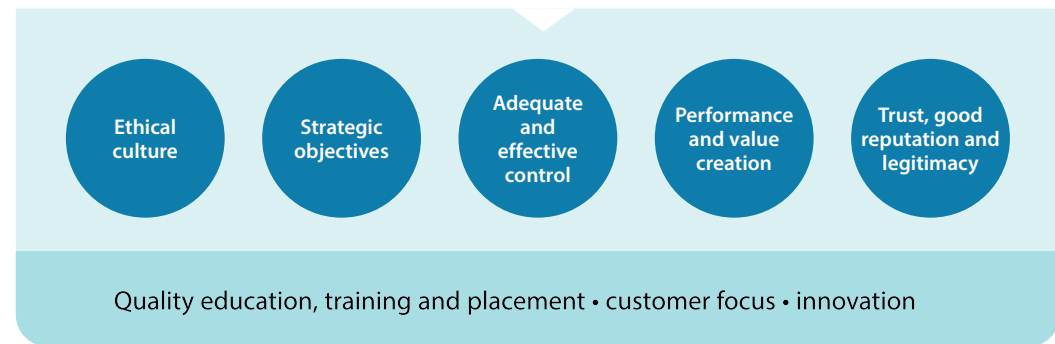 Ethical
culture
Strategic
objectives
Adequate
and
effective
control
Performance
and value
creation
Trust, good
reputation and
legitimacy
Quality education, training and placement • customer focus • innovation